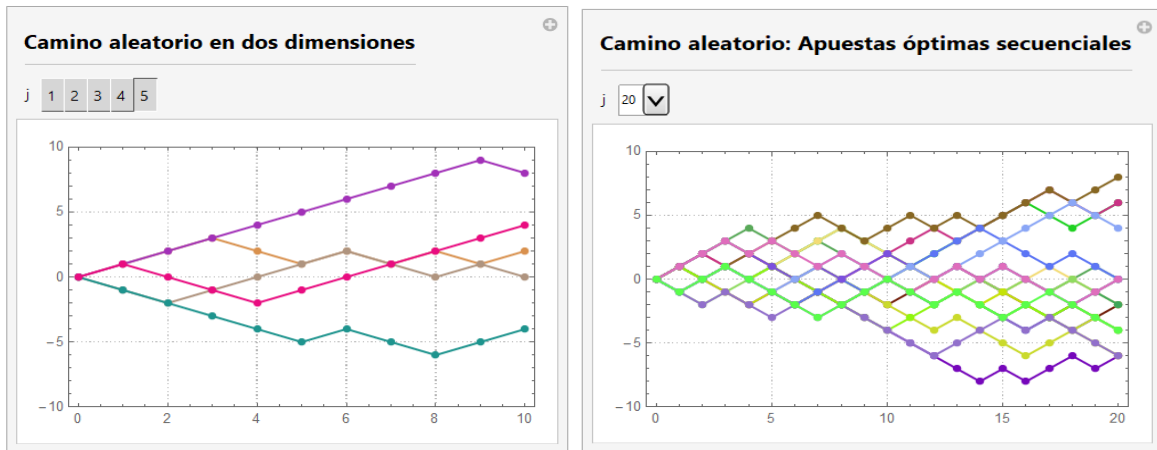 Camino aleatorio en dos dimensiones
j 1 2 3 4 5
10
5
0
−5
−10
0 2 4 6 8 10
Camino aleatorio: Apuestas óptimas secuenciales
j 20
10
5
0
−5
−10
0 5 10 15 20